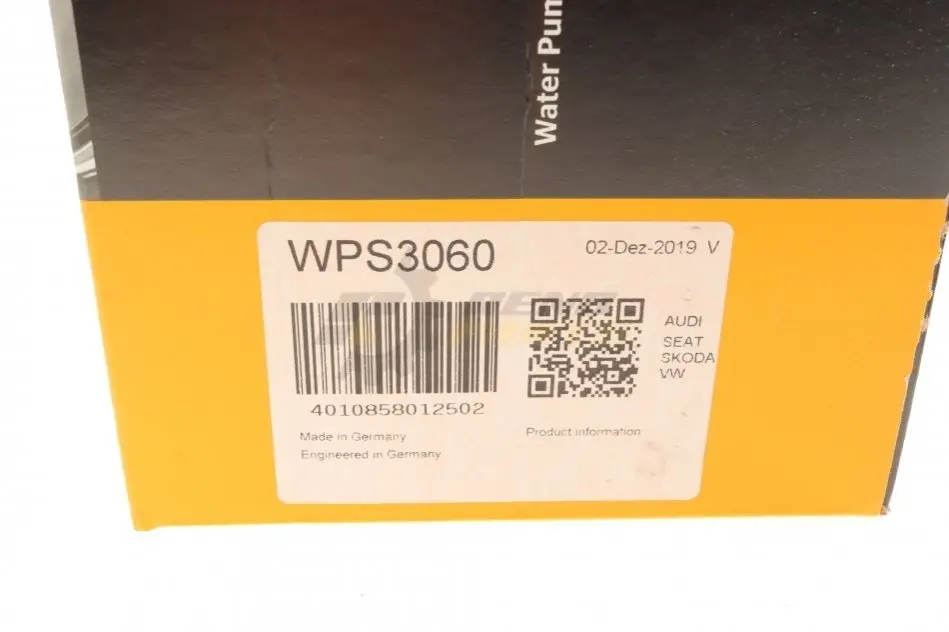 Water Pum
WPS3060
02-Dez-2019 V
4010858012502
AUDI
SEAT
SKODA
VW
Made in Germany
Engineered in Germany
Product information